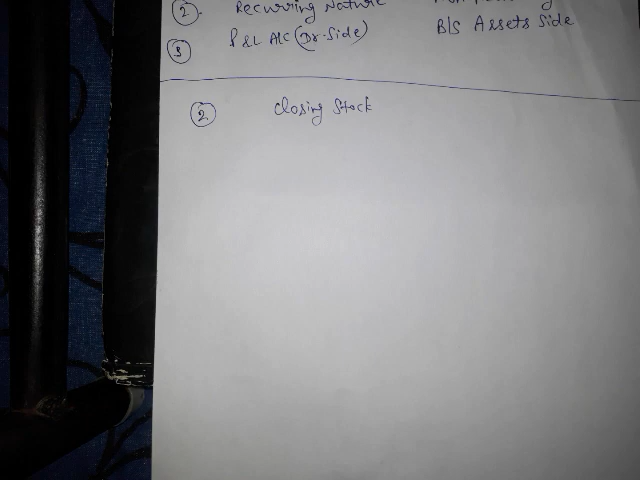 2. Recurring Nature
3 P&L A/C (Dr-Side) B/S Assets Side
2. closing stock